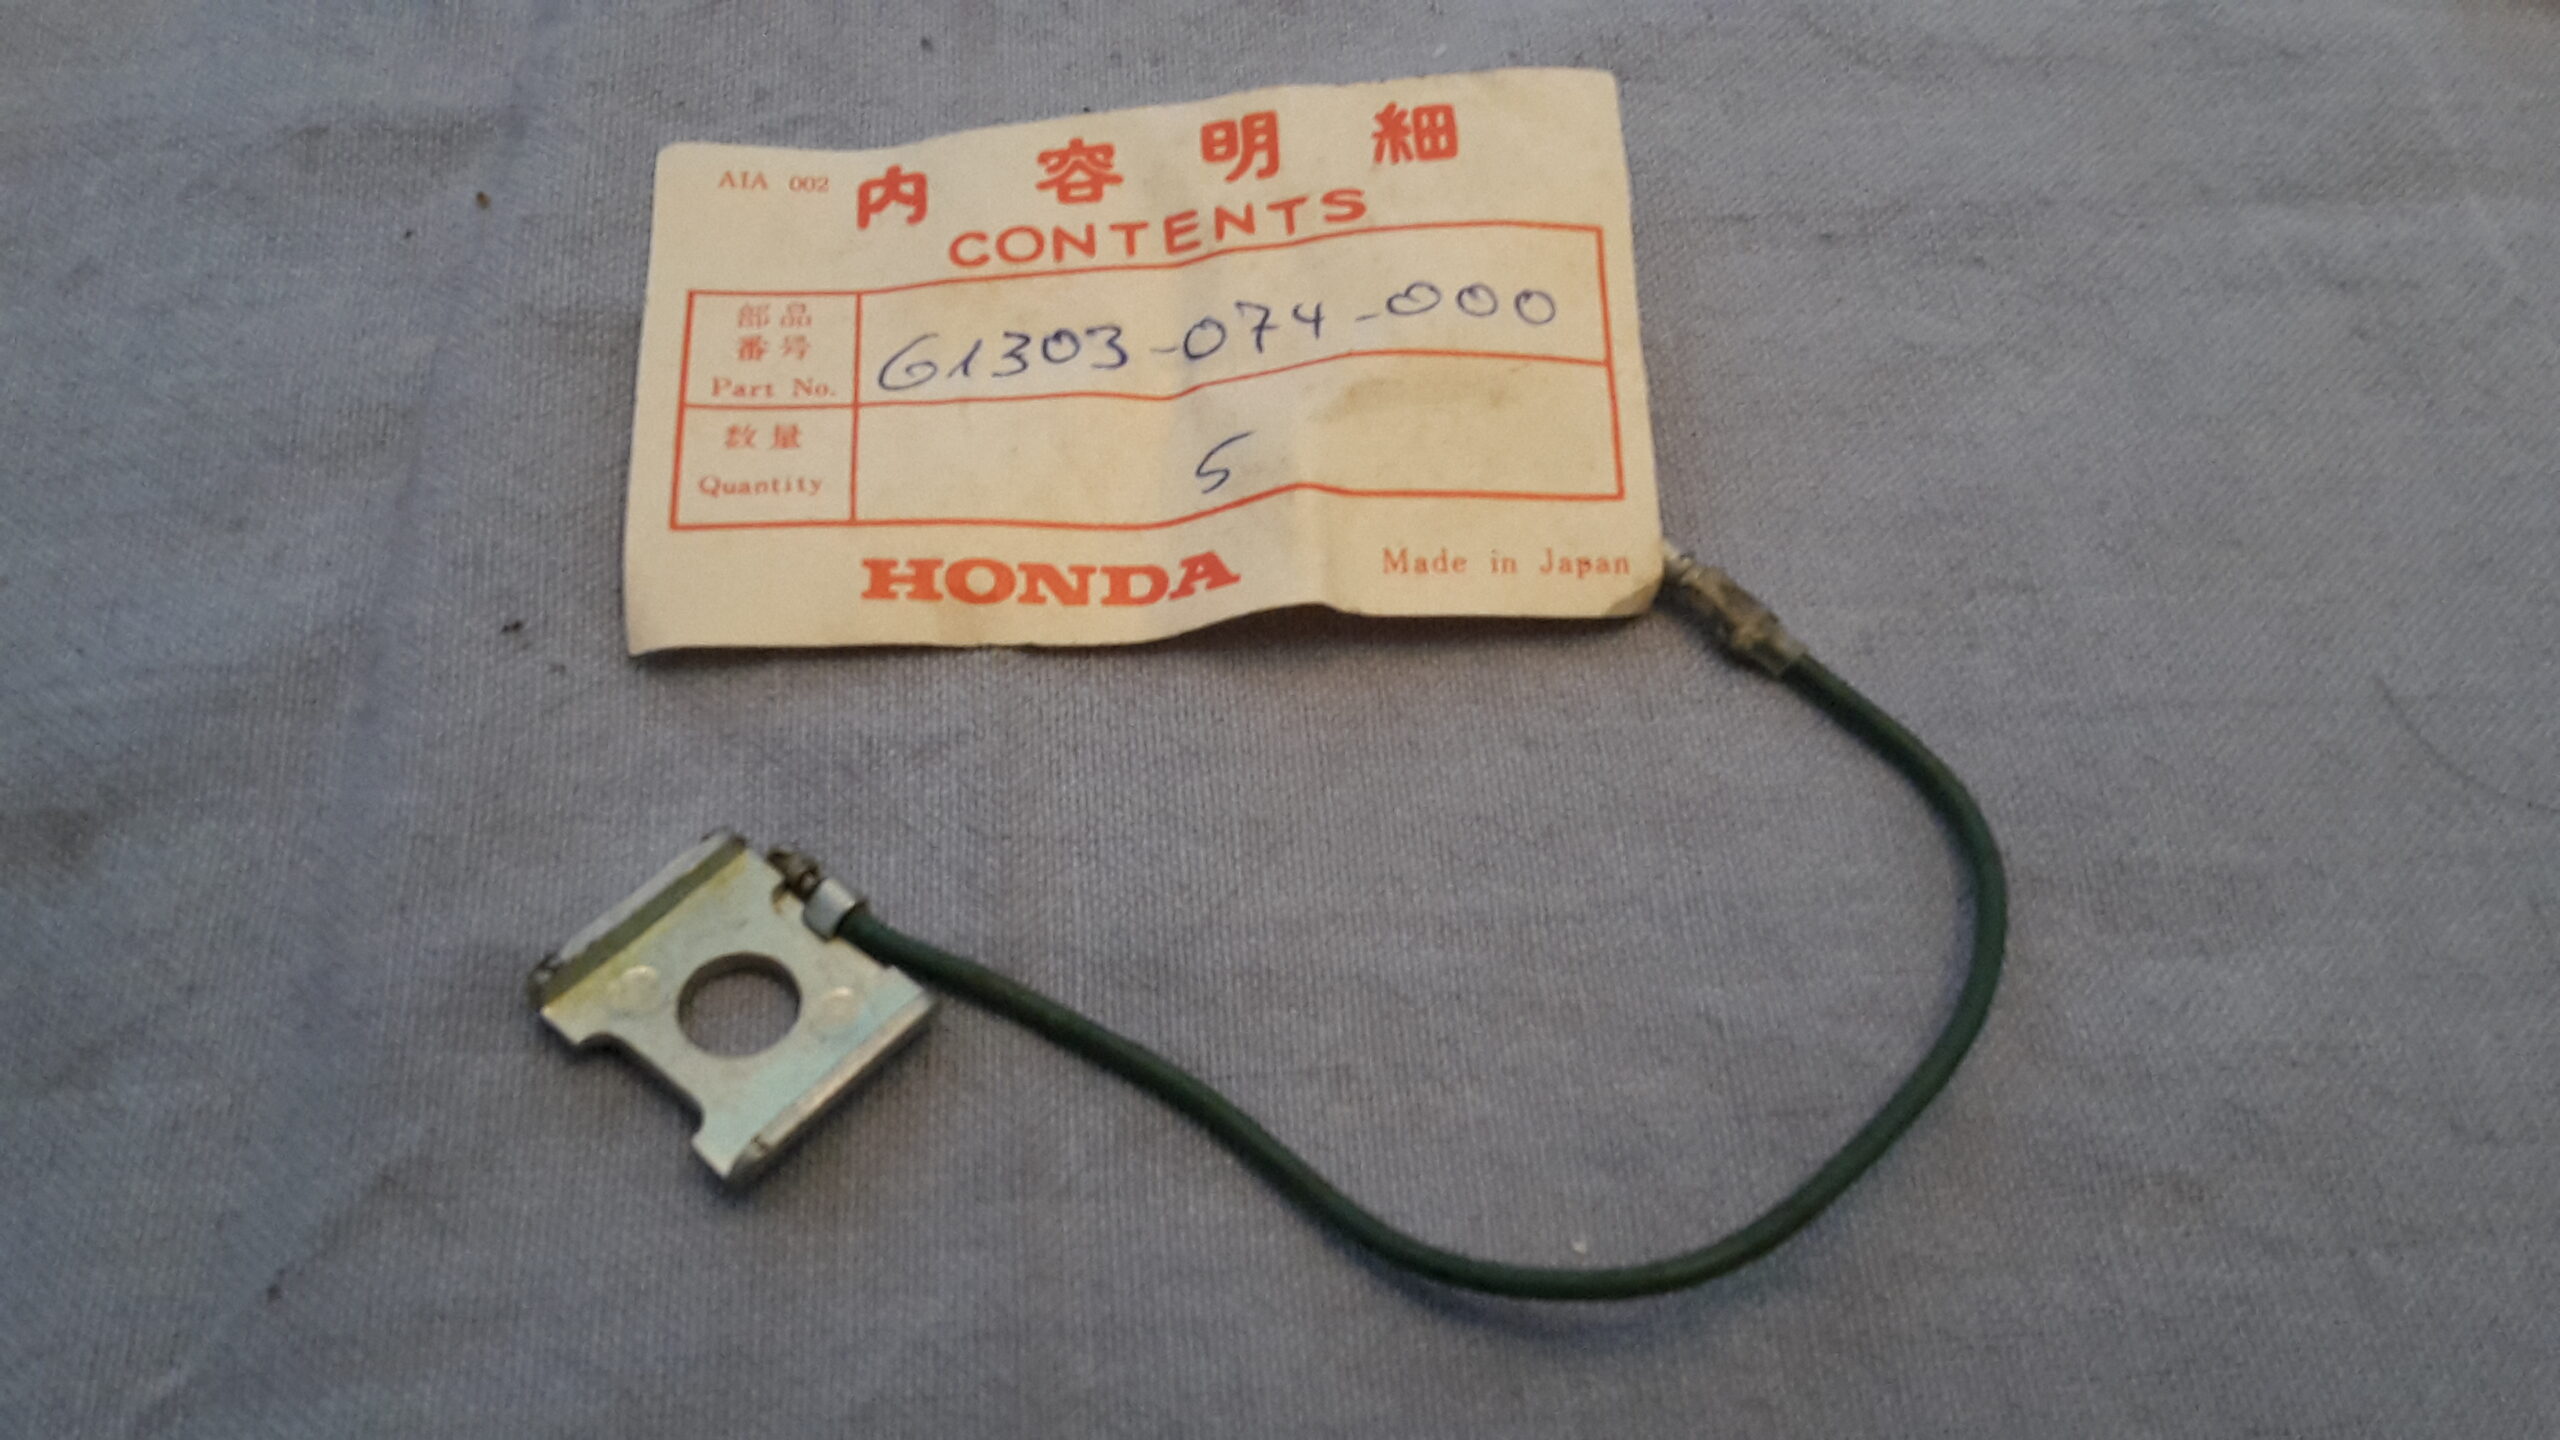 AIA 002
内容明細
CONTENTS
部品
番号
Part No.
61303-074-000
数量
Quantity
5
HONDA
Made in Japan